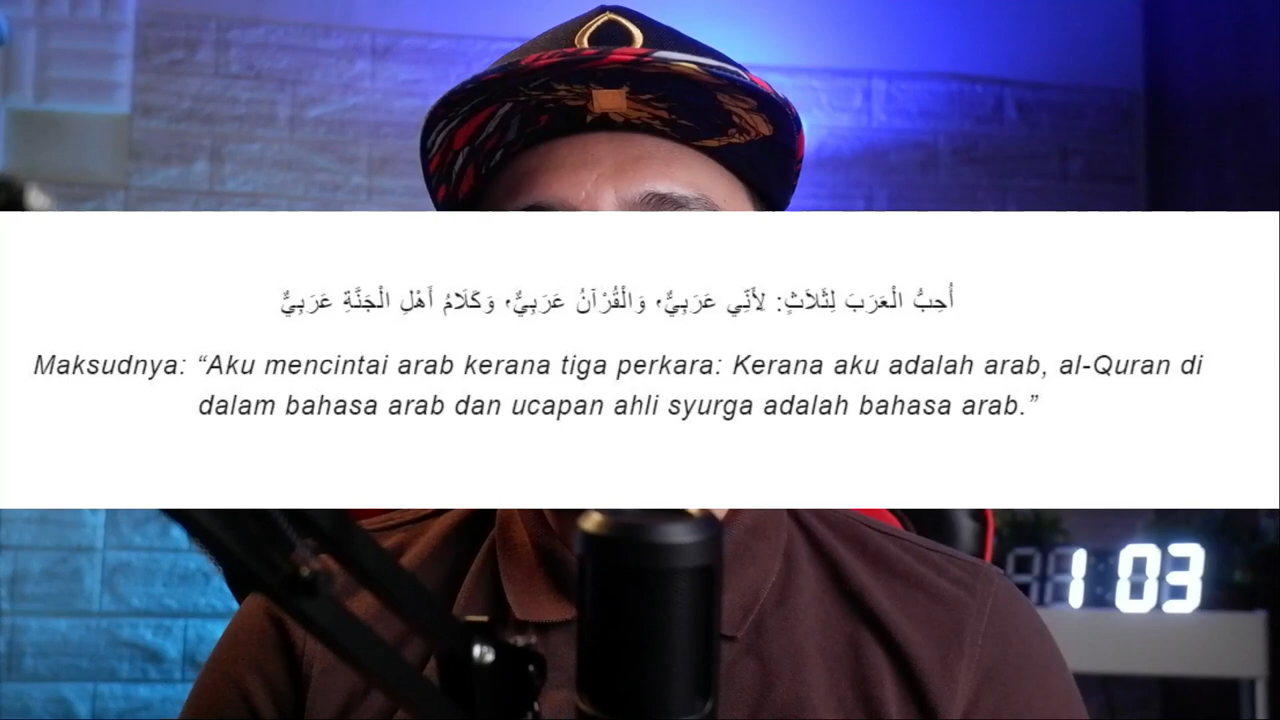 أُحِبُّ الْعَرَبَ لِثَلَاثٍ: لِأَنِّي عَرَبِيٌّ، وَالْقُرْآنُ عَرَبِيٌّ، وَكَلَامُ أَهْلِ الْجَنَّةِ عَرَبِيٌّ
Maksudnya: “Aku mencintai arab kerana tiga perkara: Kerana aku adalah arab, al-Quran di
dalam bahasa arab dan ucapan ahli syurga adalah bahasa arab.”
1 03